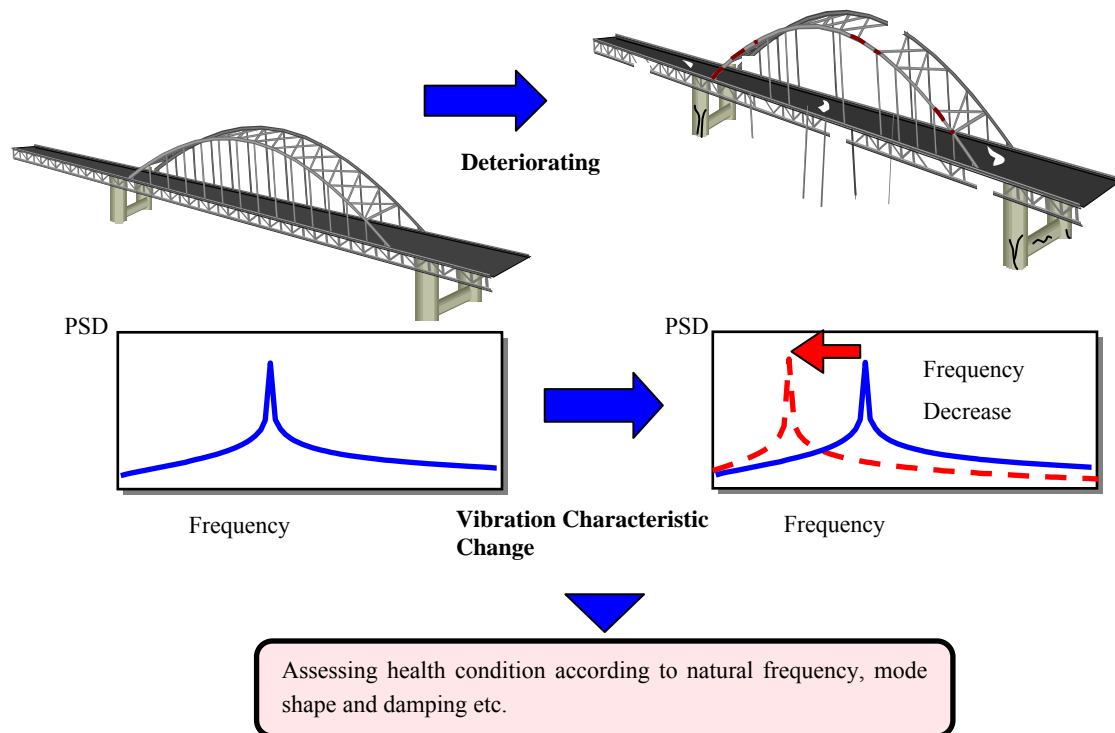 Deteriorating
PSD
PSD
Frequency
Decrease
Frequency
Vibration Characteristic
Change
Frequency
Assessing health condition according to natural frequency, mode
shape and damping etc.